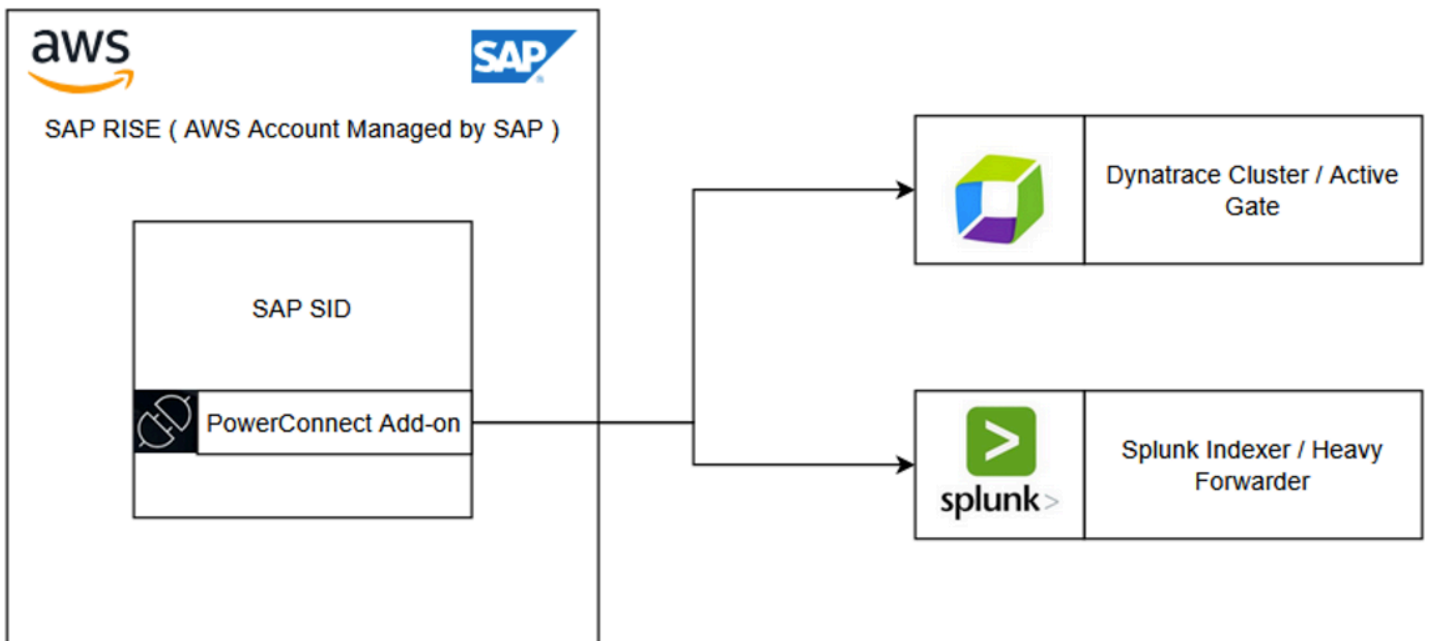 aws
SAP
SAP RISE ( AWS Account Managed by SAP )
SAP SID
PowerConnect Add-on
Dynatrace Cluster / Active
Gate
splunk>
Splunk Indexer / Heavy
Forwarder